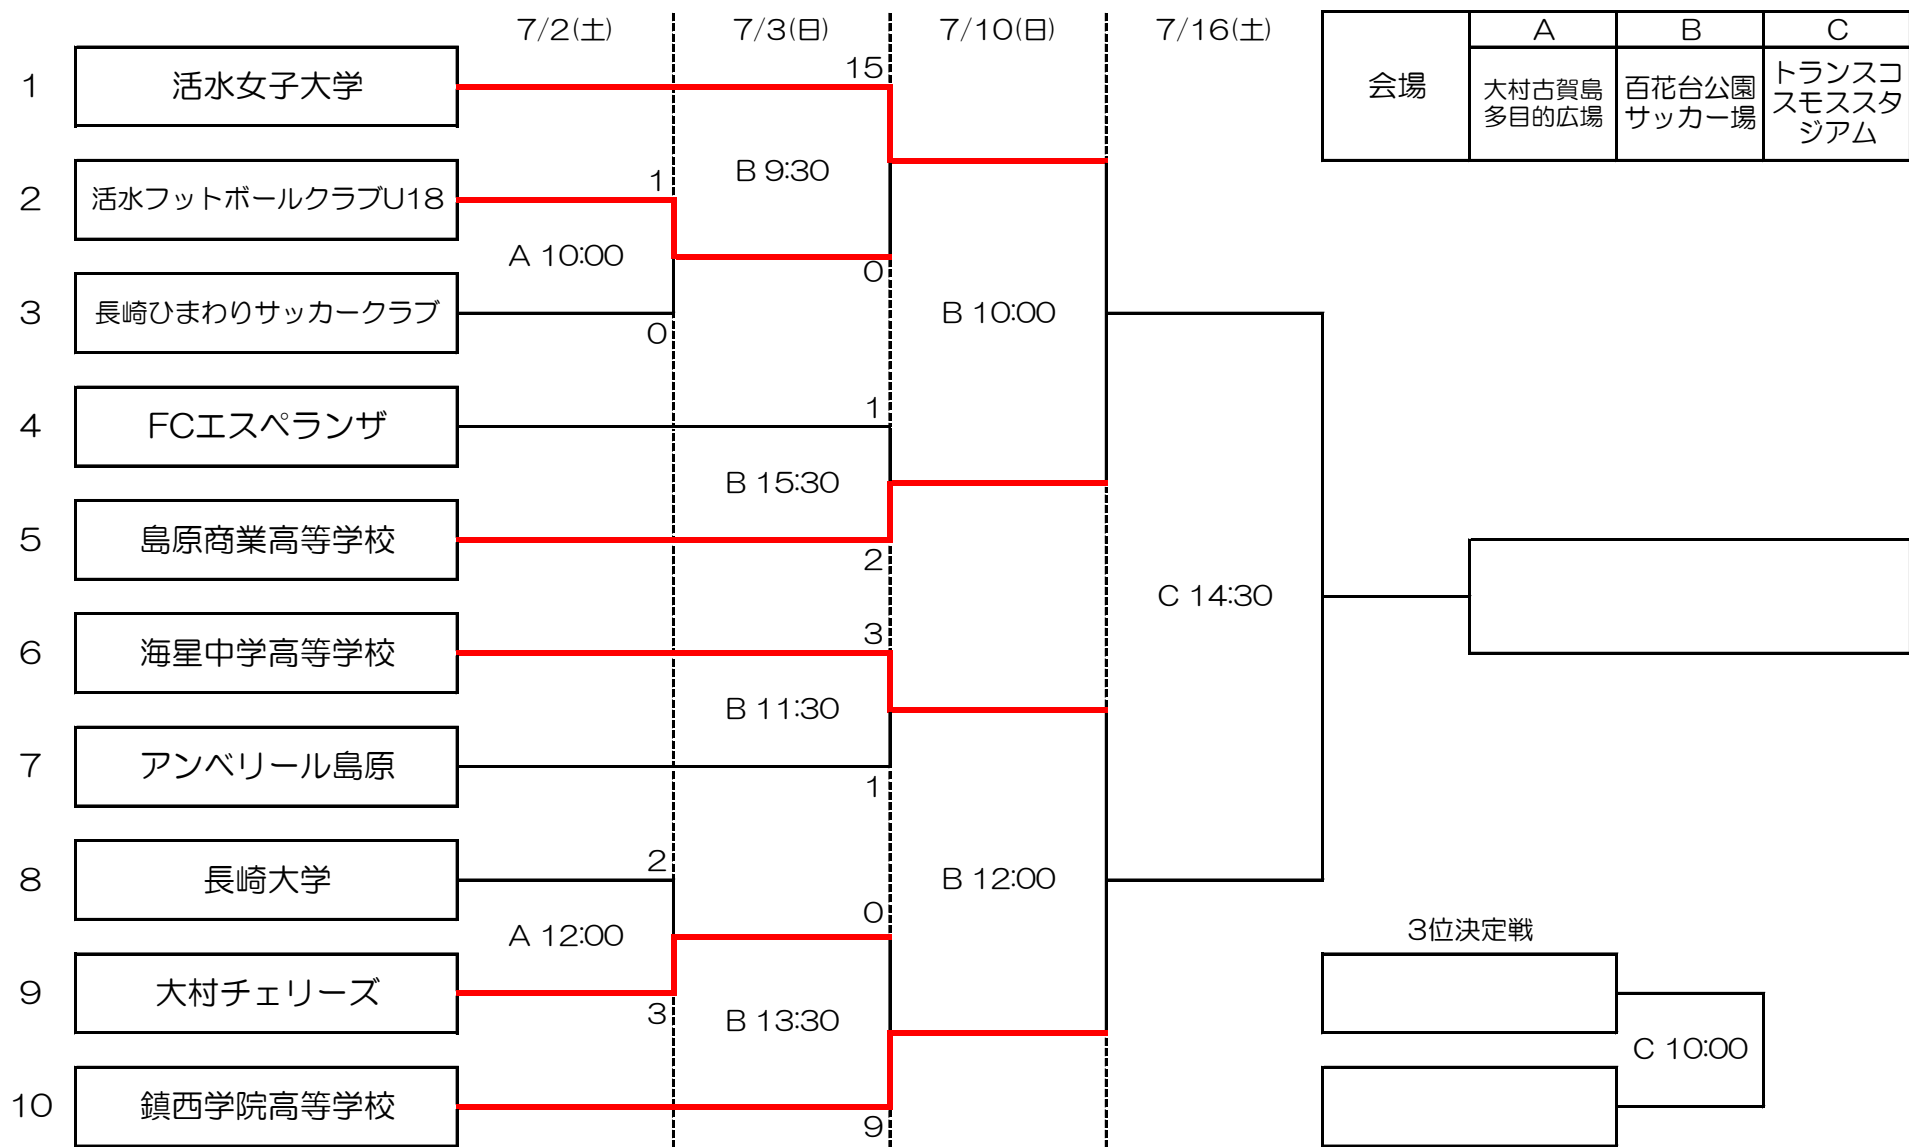 7/2(土) 7/3(日) 7/10(日) 7/16(土)
会場
A B C
大村古賀島
多目的広場
百花台公園
サッカー場
トランスコ
スモススタ
ジアム
1 活水女子大学 15
B 9:30
2 活水フットボールクラブU18 1
A 10:00
0
3 長崎ひまわりサッカークラブ
0
B 10:00
4 FCエスペランザ 1
B 15:30
5 島原商業高等学校
2
C 14:30
6 海星中学高等学校 3
B 11:30
7 アンベリール島原
1
8 長崎大学 2
B 12:00
0
A 12:00
9 大村チェリーズ
3
B 13:30
10 鎮西学院高等学校
9
3位決定戦
C 10:00